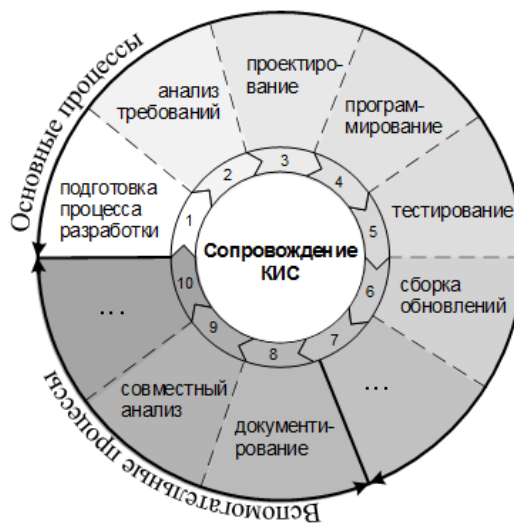 Основные процессы
анализ
требований
проектиро-
вание
програм-
мирование
подготовка
процесса
разработки
тестирование
сборка
обновлений
...
документи-
рование
совместный
анализ
...
1
2
3
4
5
6
7
8
9
10
Сопровождение
КИС
Вспомогательные процессы